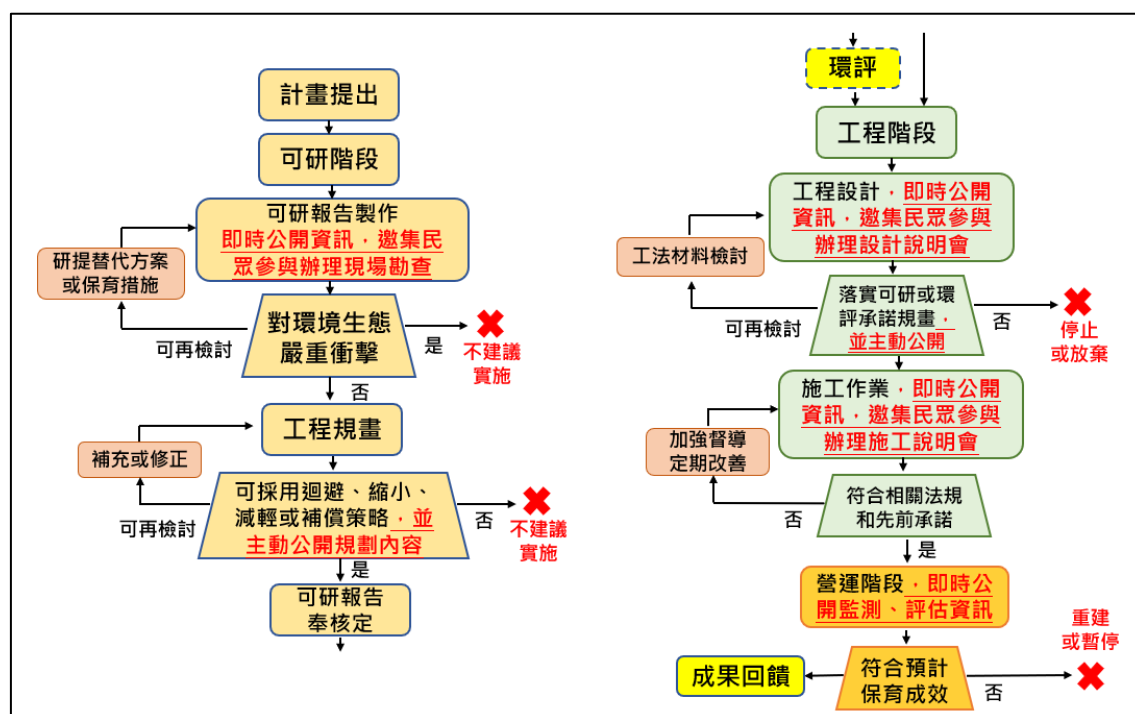 計畫提出
可研階段
可研報告製作
即時公開資訊，邀集民
眾參與辦理現場勘查
研提替代方案
或保育措施
對環境生態
嚴重衝擊
可再檢討
是
不建議
實施
否
工程規畫
補充或修正
可採用迴避、縮小、
減輕或補償策略，並
主動公開規劃內容
可再檢討
否
不建議
實施
是
可研報告
奉核定
環評
工程階段
工程設計，即時公開
資訊，邀集民眾參與
辦理設計說明會
工法材料檢討
落實可研或環
評承諾規畫，
並主動公開
可再檢討
否
停止
或放棄
施工作業，即時公開
資訊，邀集民眾參與
辦理施工說明會
加強督導
定期改善
符合相關法規
和先前承諾
否
是
營運階段，即時公
開監測、評估資訊
重建
或暫停
符合預計
保育成效
否
成果回饋